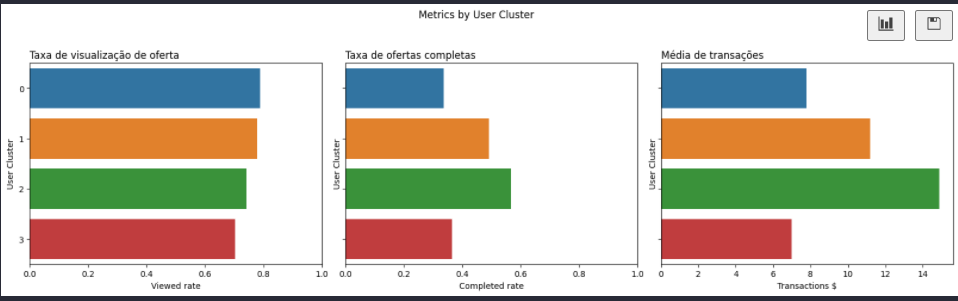 Metrics by User Cluster
Taxa de visualização de oferta
Taxa de ofertas completas
Média de transações
User Cluster
0
1
2
3
0.0 0.2 0.4 0.6 0.8 1.0
Viewed rate
User Cluster
0.0 0.2 0.4 0.6 0.8 1.0
Completed rate
User Cluster
0 2 4 6 8 10 12 14
Transactions $